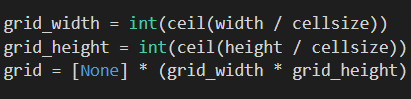 grid_width = int(ceil(width / cellsize))
grid_height = int(ceil(height / cellsize))
grid = [None] * (grid_width * grid_height)